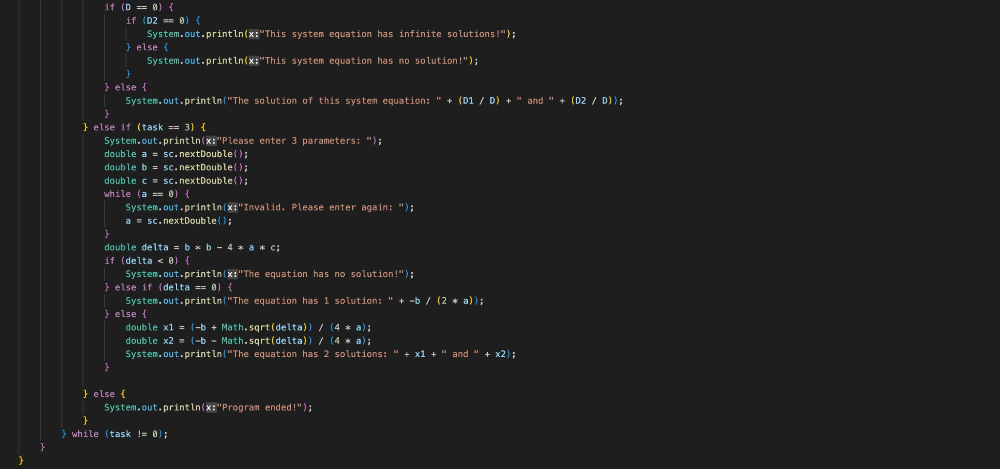 if (D == 0) {
if (D2 == 0) {
System.out.println(x:"This system equation has infinite solutions!");
} else {
System.out.println(x:"This system equation has no solution!");
}
} else {
System.out.println("The solution of this system equation: " + (D1 / D) + " and " + (D2 / D));
}
} else if (task == 3) {
System.out.println(x:"Please enter 3 parameters: ");
double a = sc.nextDouble();
double b = sc.nextDouble();
double c = sc.nextDouble();
while (a == 0) {
System.out.println(x:"Invalid. Please enter again: ");
a = sc.nextDouble();
}
double delta = b * b - 4 * a * c;
if (delta < 0) {
System.out.println(x:"The equation has no solution!");
} else if (delta == 0) {
System.out.println("The equation has 1 solution: " + -b / (2 * a));
} else {
double x1 = (-b + Math.sqrt(delta)) / (4 * a);
double x2 = (-b - Math.sqrt(delta)) / (4 * a);
System.out.println("The equation has 2 solutions: " + x1 + " and " + x2);
}
} else {
System.out.println(x:"Program ended!");
}
} while (task != 0);
}
}